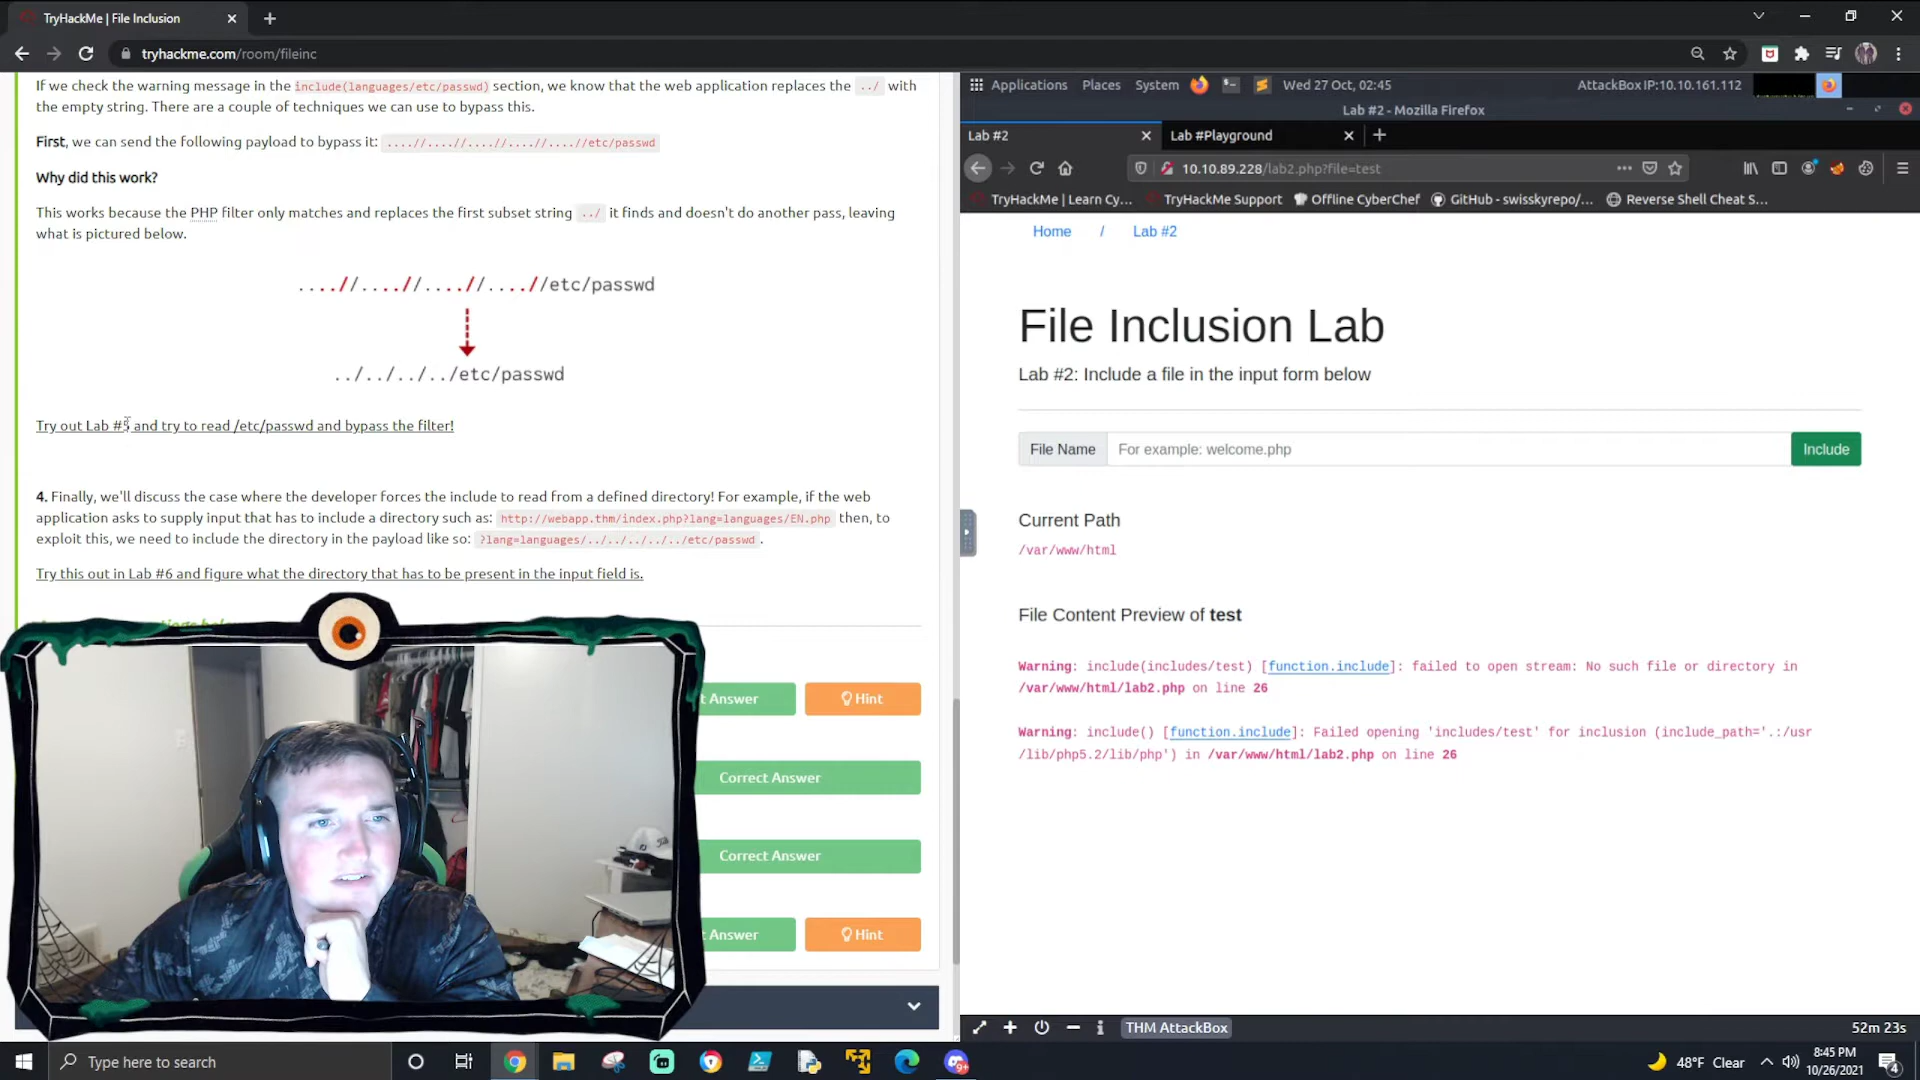 TryHackMe | File Inclusion
tryhackme.com/room/fileinc
If we check the warning message in the include(languages/etc/passwd) section, we know that the web application replaces the ../ with
the empty string. There are a couple of techniques we can use to bypass this.
First, we can send the following payload to bypass it: ....//....//....//....//....//etc/passwd
Why did this work?
This works because the PHP filter only matches and replaces the first subset string ../ it finds and doesn't do another pass, leaving
what is pictured below.
....//....//....//....//etc/passwd
../../../../etc/passwd
Try out Lab #5 and try to read /etc/passwd and bypass the filter!
4. Finally, we'll discuss the case where the developer forces the include to read from a defined directory! For example, if the web
application asks to supply input that has to include a directory such as: http://webapp.thm/index.php?lang=languages/EN.php then, to
exploit this, we need to include the directory in the payload like so: ?lang=languages/../../../../../etc/passwd .
Try this out in Lab #6 and figure what the directory that has to be present in the input field is.
t Answer
Hint
Correct Answer
Correct Answer
t Answer
Hint
Applications Places System Wed 27 Oct, 02:45 AttackBox IP:10.10.161.112
Lab #2 - Mozilla Firefox
Lab #2
Lab #Playground
10.10.89.228/lab2.php?file=test
TryHackMe | Learn Cy... TryHackMe Support Offline CyberChef GitHub - swisskyrepo/... Reverse Shell Cheat S...
Home / Lab #2
File Inclusion Lab
Lab #2: Include a file in the input form below
File Name For example: welcome.php Include
Current Path
/var/www/html
File Content Preview of test
Warning: include(includes/test) [function.include]: failed to open stream: No such file or directory in
/var/www/html/lab2.php on line 26
Warning: include() [function.include]: Failed opening 'includes/test' for inclusion (include_path='.:/usr
/lib/php5.2/lib/php') in /var/www/html/lab2.php on line 26
THM AttackBox
52m 23s
Type here to search
9+
48°F Clear
8:45 PM
10/26/2021
4